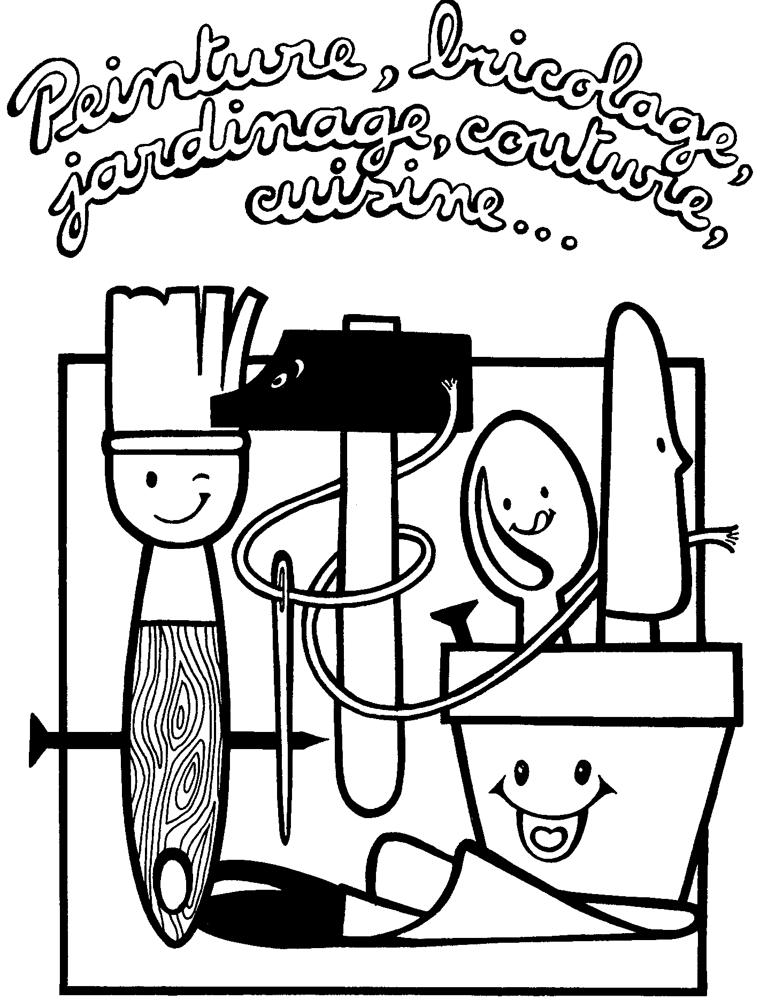 Peinture, bricolage,
jardinage, couture,
cuisine...